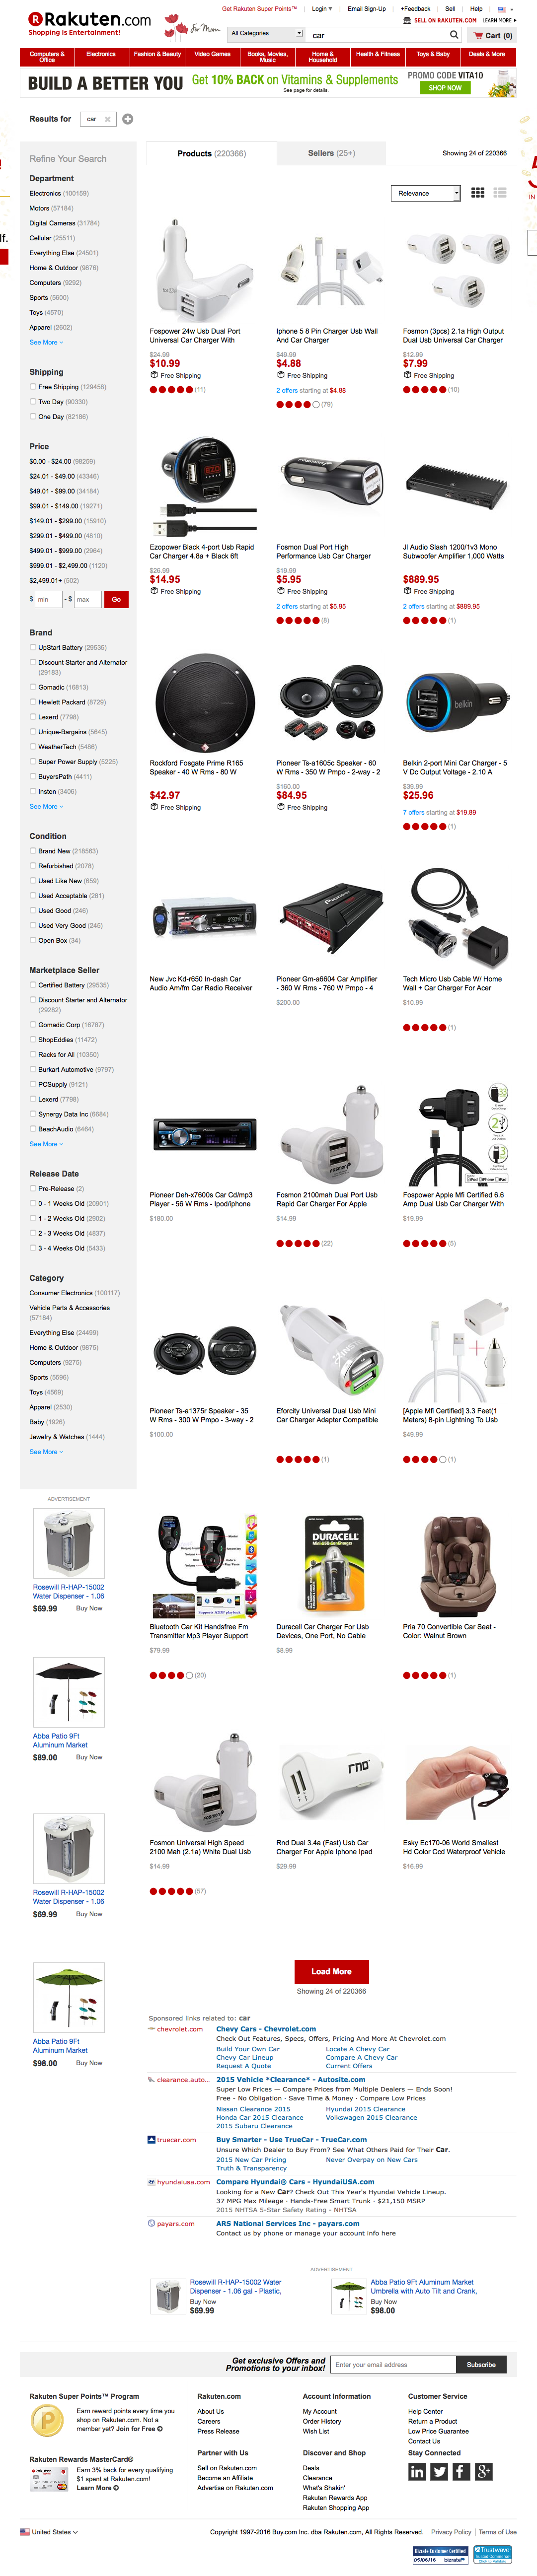 Get Rakuten Super Points™ Login Email Sign-Up +Feedback Sell Help
Rakuten.com
Shopping is Entertainment!
For Mom
SELL ON RAKUTEN.COM LEARN MORE
All Categories car Cart (0)
Computers & Office Electronics Fashion & Beauty Video Games Books, Movies, Music Home & Household Health & Fitness Toys & Baby Deals & More
BUILD A BETTER YOU Get 10% BACK on Vitamins & Supplements PROMO CODE VITA10
See page for details. SHOP NOW
Results for car
Refine Your Search
Department
Electronics (100159)
Motors (57184)
Digital Cameras (31784)
Cellular (25511)
Everything Else (24501)
Home & Outdoor (9876)
Computers (9292)
Sports (5600)
Toys (4570)
Apparel (2602)
See More
Shipping
Free Shipping (129458)
Two Day (90330)
One Day (82186)
Price
$0.00 - $24.00 (98259)
$24.01 - $49.00 (43346)
$49.01 - $99.00 (34184)
$99.01 - $149.00 (19271)
$149.01 - $299.00 (15910)
$299.01 - $499.00 (4810)
$499.01 - $999.00 (2964)
$999.01 - $2,499.00 (1120)
$2,499.01+ (502)
$ min - $ max Go
Brand
UpStart Battery (29535)
Discount Starter and Alternator (29183)
Gomadic (16813)
Hewlett Packard (8729)
Lexerd (7798)
Unique-Bargains (5645)
WeatherTech (5486)
Super Power Supply (5225)
BuyersPath (4411)
Insten (3406)
See More
Condition
Brand New (218563)
Refurbished (2078)
Used Like New (659)
Used Acceptable (281)
Used Good (246)
Used Very Good (245)
Open Box (34)
Marketplace Seller
Certified Battery (29535)
Discount Starter and Alternator (29282)
Gomadic Corp (16787)
ShopEddies (11472)
Racks for All (10350)
Burkart Automotive (9797)
PCSupply (9121)
Lexerd (7798)
Synergy Data Inc (6684)
BeachAudio (6464)
See More
Release Date
Pre-Release (2)
0 - 1 Weeks Old (20901)
1 - 2 Weeks Old (2902)
2 - 3 Weeks Old (4837)
3 - 4 Weeks Old (5433)
Category
Consumer Electronics (100117)
Vehicle Parts & Accessories (57184)
Everything Else (24499)
Home & Outdoor (9875)
Computers (9275)
Sports (5596)
Toys (4569)
Apparel (2530)
Baby (1926)
Jewelry & Watches (1444)
See More
ADVERTISEMENT
Rosewill R-HAP-15002
Water Dispenser - 1.06
$69.99 Buy Now
Abba Patio 9Ft
Aluminum Market
$89.00 Buy Now
Rosewill R-HAP-15002
Water Dispenser - 1.06
$69.99 Buy Now
Abba Patio 9Ft
Aluminum Market
$98.00 Buy Now
Products (220366) Sellers (25+) Showing 24 of 220366
Relevance
Fospower 24w Usb Dual Port
Universal Car Charger With
$24.99
$10.99
Free Shipping
(11)
Iphone 5 8 Pin Charger Usb Wall
And Car Charger
$49.99
$4.88
Free Shipping
2 offers starting at $4.88
(79)
Fosmon (3pcs) 2.1a High Output
Dual Usb Universal Car Charger
$12.99
$7.99
Free Shipping
(10)
Ezopower Black 4-port Usb Rapid
Car Charger 4.8a + Black 6ft
$26.99
$14.95
Free Shipping
Fosmon Dual Port High
Performance Usb Car Charger
$19.99
$5.95
Free Shipping
2 offers starting at $5.95
(8)
Jl Audio Slash 1200/1v3 Mono
Subwoofer Amplifier 1,000 Watts
$889.95
Free Shipping
2 offers starting at $889.95
(1)
Rockford Fosgate Prime R165
Speaker - 40 W Rms - 80 W
$42.97
Free Shipping
Pioneer Ts-a1605c Speaker - 60
W Rms - 350 W Pmpo - 2-way - 2
$160.00
$84.95
Free Shipping
belkin
Belkin 2-port Mini Car Charger - 5
V Dc Output Voltage - 2.10 A
$39.99
$25.96
7 offers starting at $19.89
(1)
New Jvc Kd-r650 In-dash Car
Audio Am/fm Car Radio Receiver
Pioneer Gm-a6604 Car Amplifier
- 360 W Rms - 760 W Pmpo - 4
$200.00
Tech Micro Usb Cable W/ Home
Wall + Car Charger For Acer
$10.99
(1)
Pioneer Deh-x7600s Car Cd/mp3
Player - 56 W Rms - Ipod/iphone
$180.00
Fosmon 2100mah Dual Port Usb
Rapid Car Charger For Apple
$14.99
(22)
Fospower Apple Mfi Certified 6.6
Amp Dual Usb Car Charger With
$19.99
(5)
Pioneer Ts-a1375r Speaker - 35
W Rms - 300 W Pmpo - 3-way - 2
$100.00
Eforcity Universal Dual Usb Mini
Car Charger Adapter Compatible
(1)
[Apple Mfi Certified] 3.3 Feet(1
Meters) 8-pin Lightning To Usb
$49.99
(1)
Bluetooth Car Kit Handsfree Fm
Transmitter Mp3 Player Support
$79.99
(20)
DURACELL
Duracell Car Charger For Usb
Devices, One Port, No Cable
$8.99
Pria 70 Convertible Car Seat -
Color: Walnut Brown
(1)
Fosmon Universal High Speed
2100 Mah (2.1a) White Dual Usb
$14.99
(57)
rnd
Rnd Dual 3.4a (Fast) Usb Car
Charger For Apple Iphone Ipad
$29.99
Esky Ec170-06 World Smallest
Hd Color Ccd Waterproof Vehicle
$16.99
Load More
Showing 24 of 220366
Sponsored links related to: car
chevrolet.com Chevy Cars - Chevrolet.com
Check Out Features, Specs, Offers, Pricing And More At Chevrolet.com
Build Your Own Car Locate A Chevy Car
Chevy Car Lineup Compare A Chevy Car
Request A Quote Current Offers
clearance.auto... 2015 Vehicle *Clearance* - Autosite.com
Super Low Prices — Compare Prices from Multiple Dealers — Ends Soon!
Free - No Obligation · Save Time & Money · Compare Low Prices
Nissan Clearance 2015 Hyundai 2015 Clearance
Honda Car 2015 Clearance Volkswagen 2015 Clearance
2015 Subaru Clearance
truecar.com Buy Smarter - Use TrueCar - TrueCar.com
Unsure Which Dealer to Buy From? See What Others Paid for Their Car.
2015 New Car Pricing Never Overpay on New Cars
Truth & Transparency
hyundaiusa.com Compare Hyundai® Cars - HyundaiUSA.com
Looking for a New Car? Check Out This Year's Hyundai Vehicle Lineup.
37 MPG Max Mileage · Hands-Free Smart Trunk · $21,150 MSRP
2015 NHTSA 5-Star Safety Rating - NHTSA
payars.com ARS National Services Inc - payars.com
Contact us by phone or manage your account info here
ADVERTISEMENT
Rosewill R-HAP-15002 Water
Dispenser - 1.06 gal - Plastic,
Buy Now
$69.99
Abba Patio 9Ft Aluminum Market
Umbrella with Auto Tilt and Crank,
Buy Now
$98.00
Get exclusive Offers and
Promotions to your inbox! Enter your email address Subscribe
Rakuten Super Points™ Program
Earn reward points every time you
shop on Rakuten.com. Not a
member yet? Join for Free
Rakuten Rewards MasterCard®
Earn 3% back for every qualifying
$1 spent at Rakuten.com!
Learn More
Rakuten.com
About Us
Careers
Press Release
Partner with Us
Sell on Rakuten.com
Become an Affiliate
Advertise on Rakuten.com
Account Information
My Account
Order History
Wish List
Discover and Shop
Deals
Clearance
What's Shakin'
Rakuten Rewards App
Rakuten Shopping App
Customer Service
Help Center
Return a Product
Low Price Guarantee
Contact Us
Stay Connected
United States Copyright 1997-2016 Buy.com Inc. dba Rakuten.com, All Rights Reserved. Privacy Policy | Terms of Use
Bizrate Customer Certified
05/06/16 bizrate
Trustwave